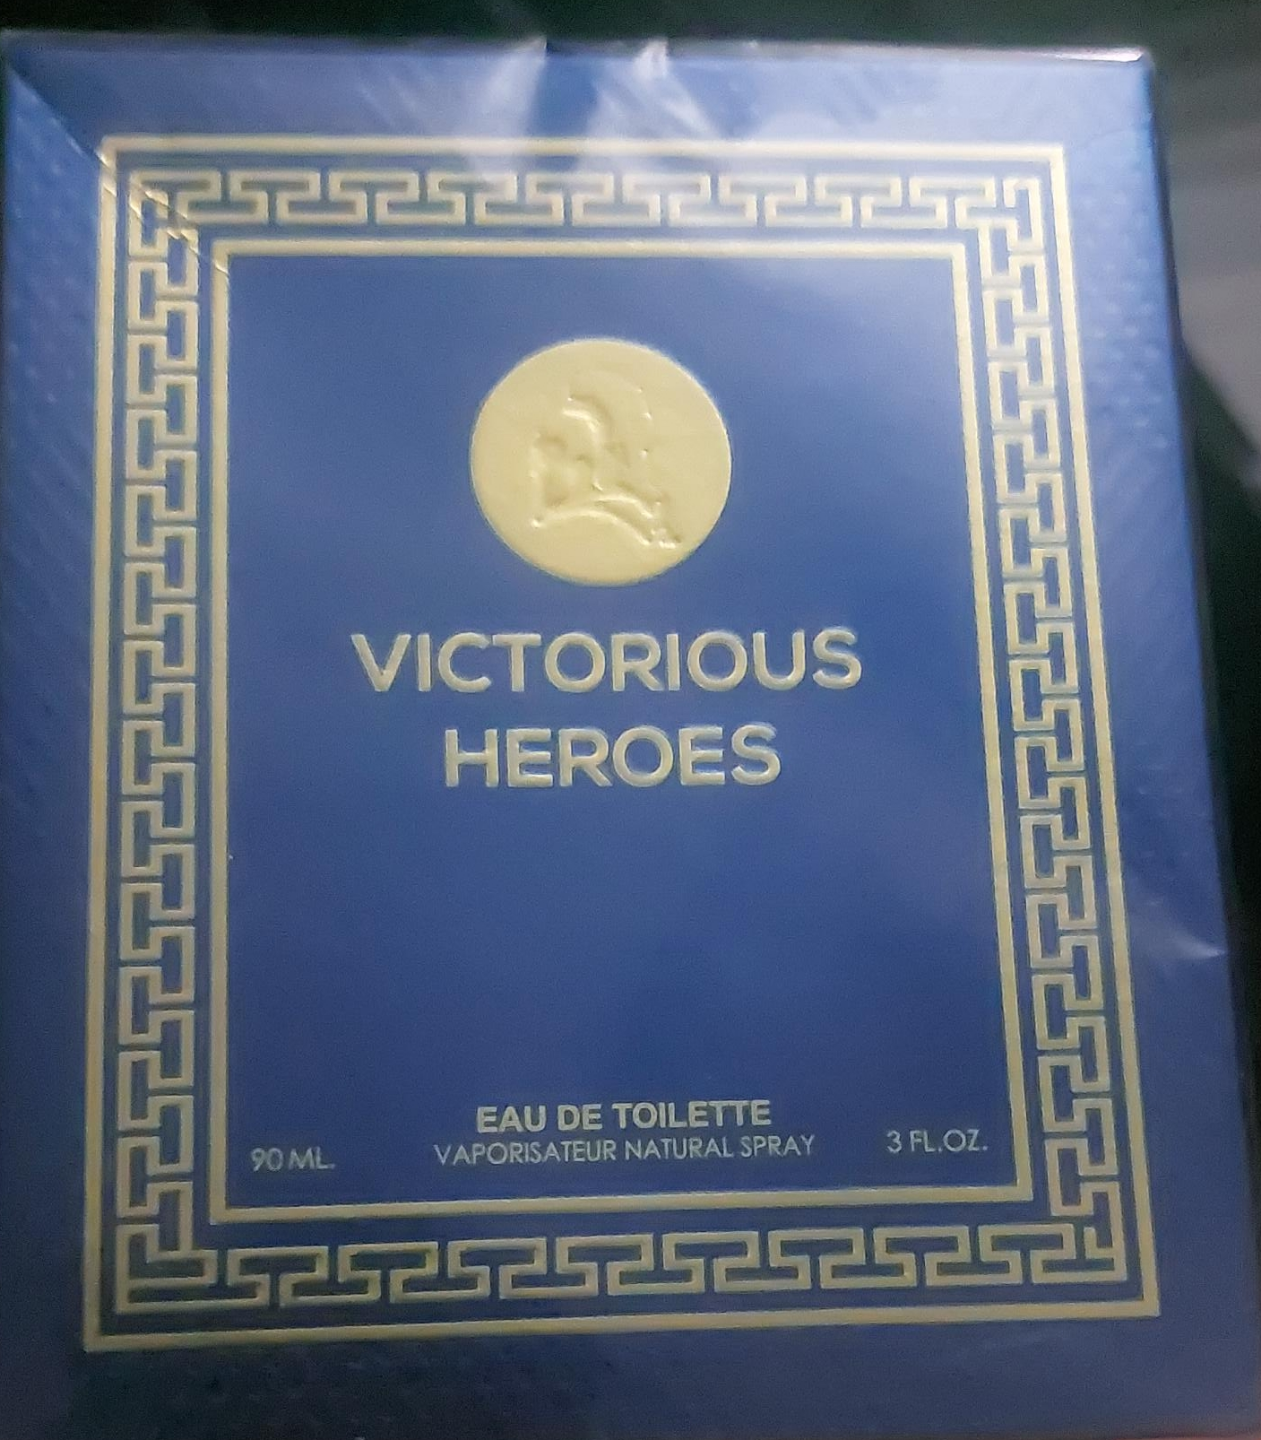 VICTORIOUS
HEROES
EAU DE TOILETTE
90 ML. VAPORISATEUR NATURAL SPRAY 3 FL.OZ.